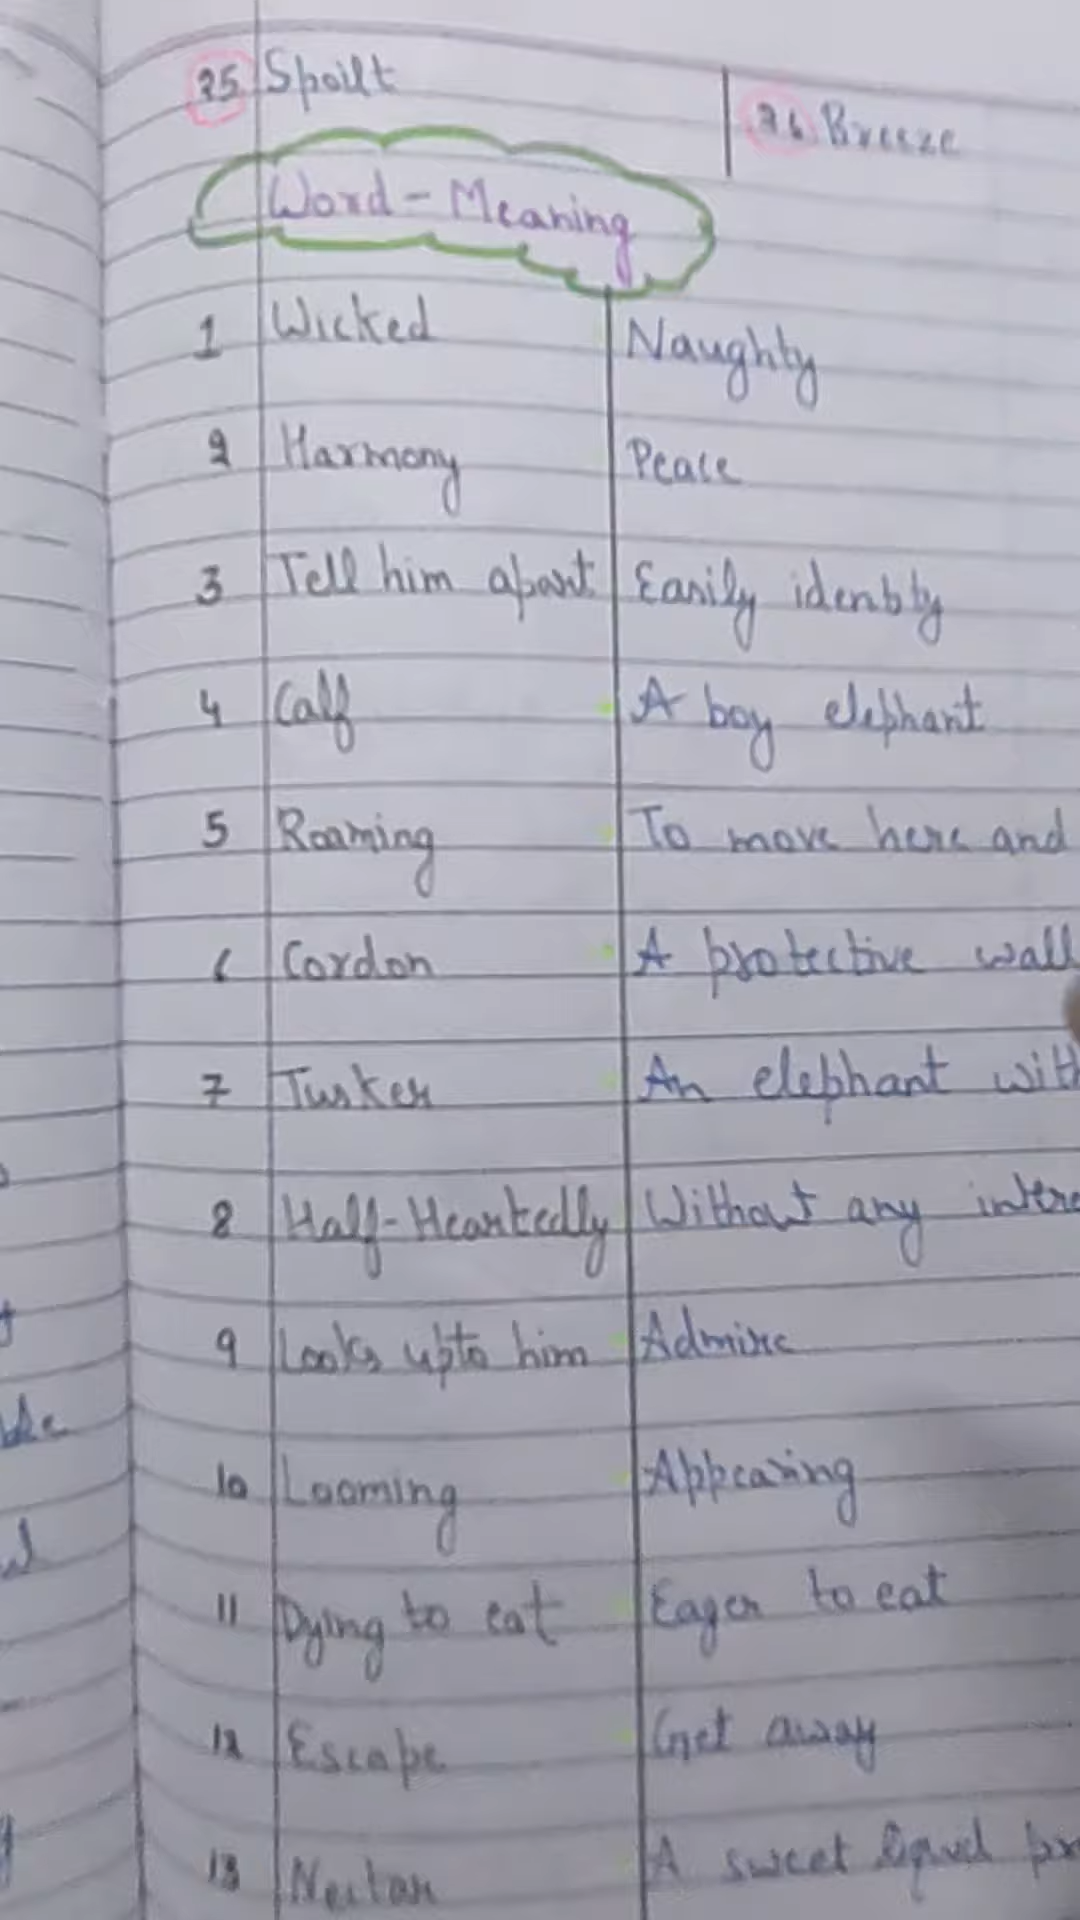 25 Spoilt 26 Breeze
Word - Meaning
1 Wicked Naughty
2 Harmony Peace
3 Tell him apart Easily identity
4 Calf A boy elephant
5 Roaming To move here and
6 Cordon A protective wall
7 Tusker An elephant with
8 Half-Heartedly Without any
9 Looks upto him Admire
10 Looming Appearing
11 Dying to eat Eager to eat
12 Escape Get away
13 Nectar A sweet liquid